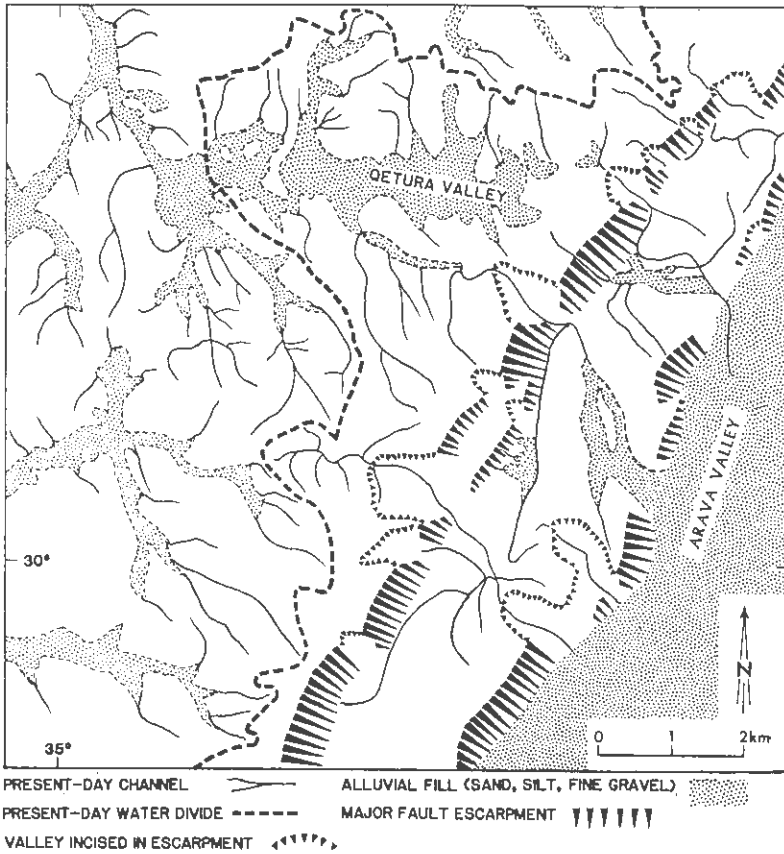 QETURA VALLEY
ARAVA VALLEY
30°
N
0 1 2km
35°
PRESENT-DAY CHANNEL
ALLUVIAL FILL (SAND, SILT, FINE GRAVEL)
PRESENT-DAY WATER DIVIDE
MAJOR FAULT ESCARPMENT
VALLEY INCISED IN ESCARPMENT